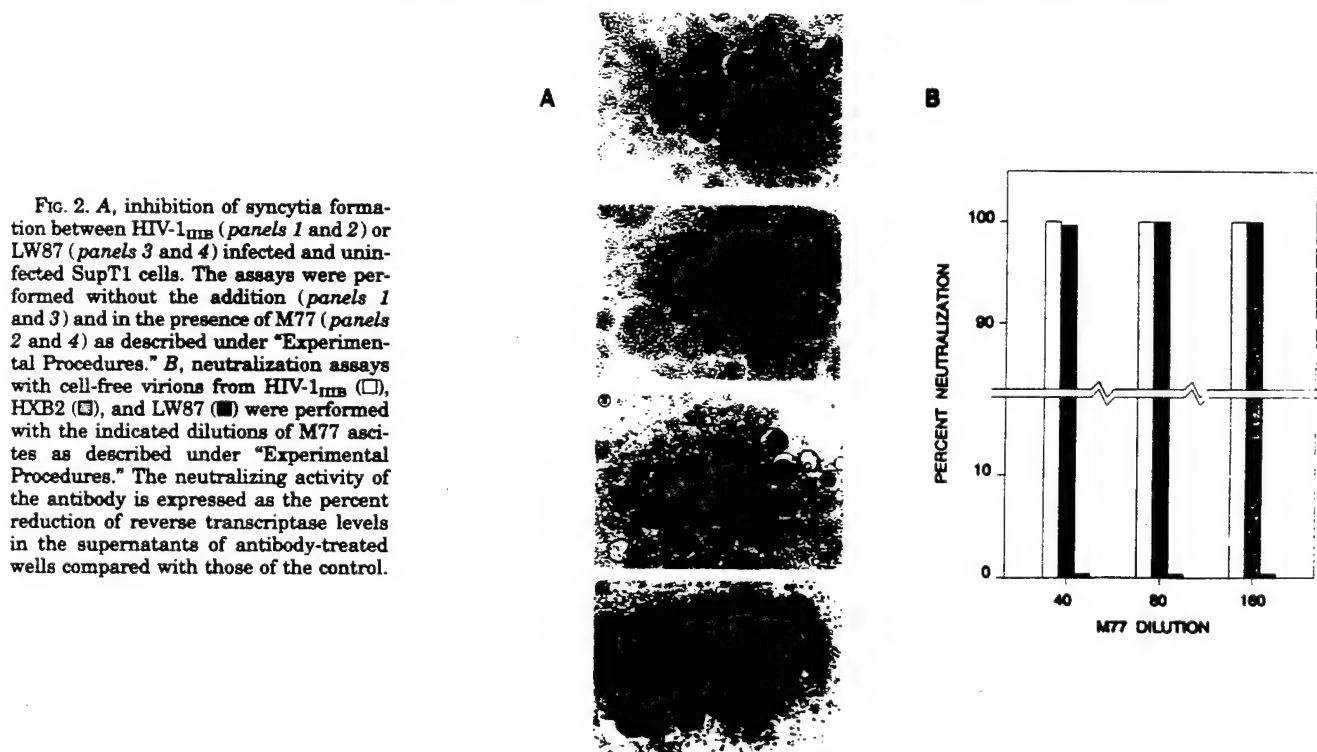 FIG. 2. A, inhibition of syncytia forma-
tion between HIV-1IIIB (panels 1 and 2) or
LW87 (panels 3 and 4) infected and unin-
fected SupT1 cells. The assays were per-
formed without the addition (panels 1
and 3) and in the presence of M77 (panels
2 and 4) as described under "Experimen-
tal Procedures." B, neutralization assays
with cell-free virions from HIV-1IIIB (□),
HXB2 (▒), and LW87 (■) were performed
with the indicated dilutions of M77 asci-
tes as described under "Experimental
Procedures." The neutralizing activity of
the antibody is expressed as the percent
reduction of reverse transcriptase levels
in the supernatants of antibody-treated
wells compared with those of the control.
A
B
PERCENT NEUTRALIZATION
100
90
10
0
40 80 160
M77 DILUTION